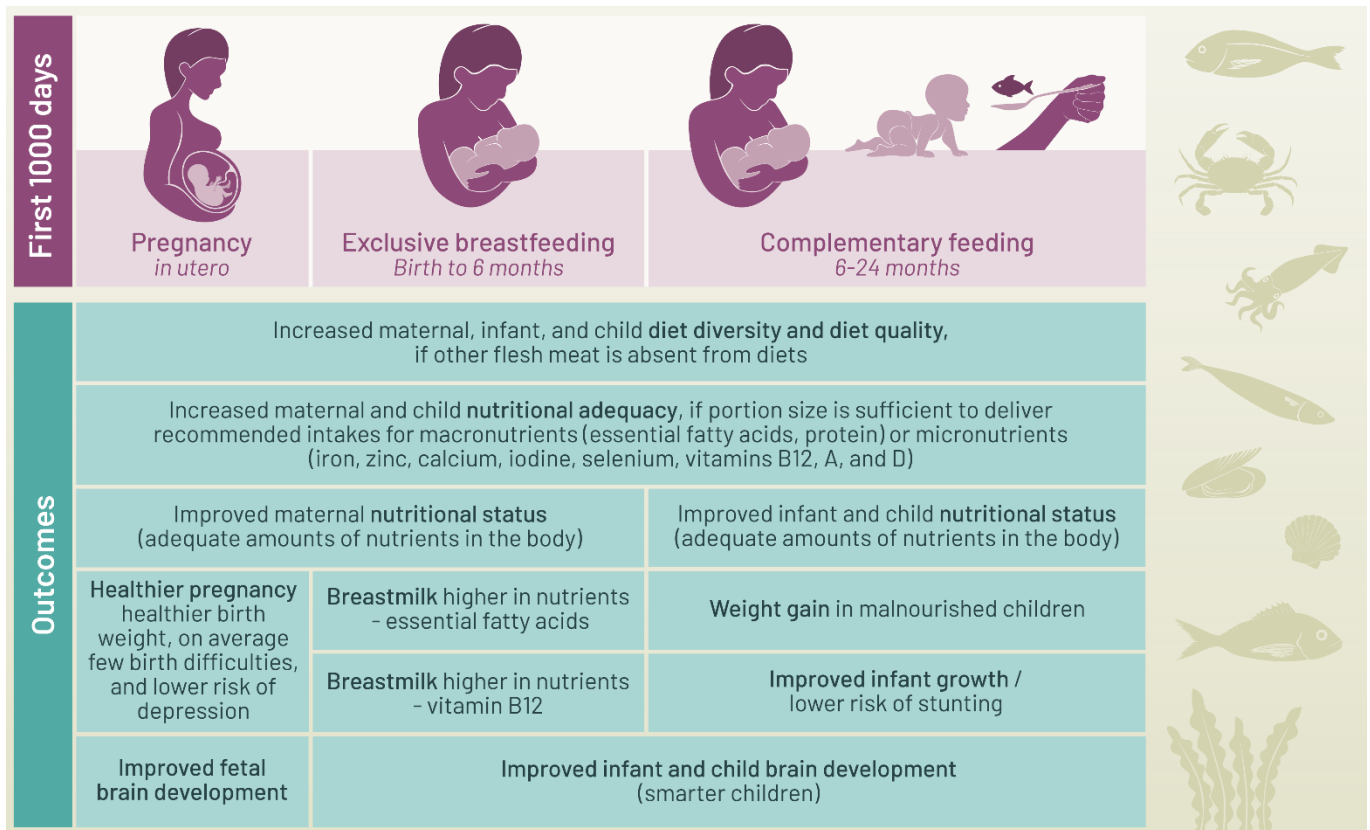 First 1000 days
Pregnancy
in utero
Exclusive breastfeeding
Birth to 6 months
Complementary feeding
6-24 months
Outcomes
Increased maternal, infant, and child diet diversity and diet quality,
if other flesh meat is absent from diets
Increased maternal and child nutritional adequacy, if portion size is sufficient to deliver
recommended intakes for macronutrients (essential fatty acids, protein) or micronutrients
(iron, zinc, calcium, iodine, selenium, vitamins B12, A, and D)
Improved maternal nutritional status
(adequate amounts of nutrients in the body)
Improved infant and child nutritional status
(adequate amounts of nutrients in the body)
Healthier pregnancy
healthier birth
weight, on average
few birth difficulties,
and lower risk of
depression
Breastmilk higher in nutrients
- essential fatty acids
Weight gain in malnourished children
Breastmilk higher in nutrients
- vitamin B12
Improved infant growth /
lower risk of stunting
Improved fetal
brain development
Improved infant and child brain development
(smarter children)